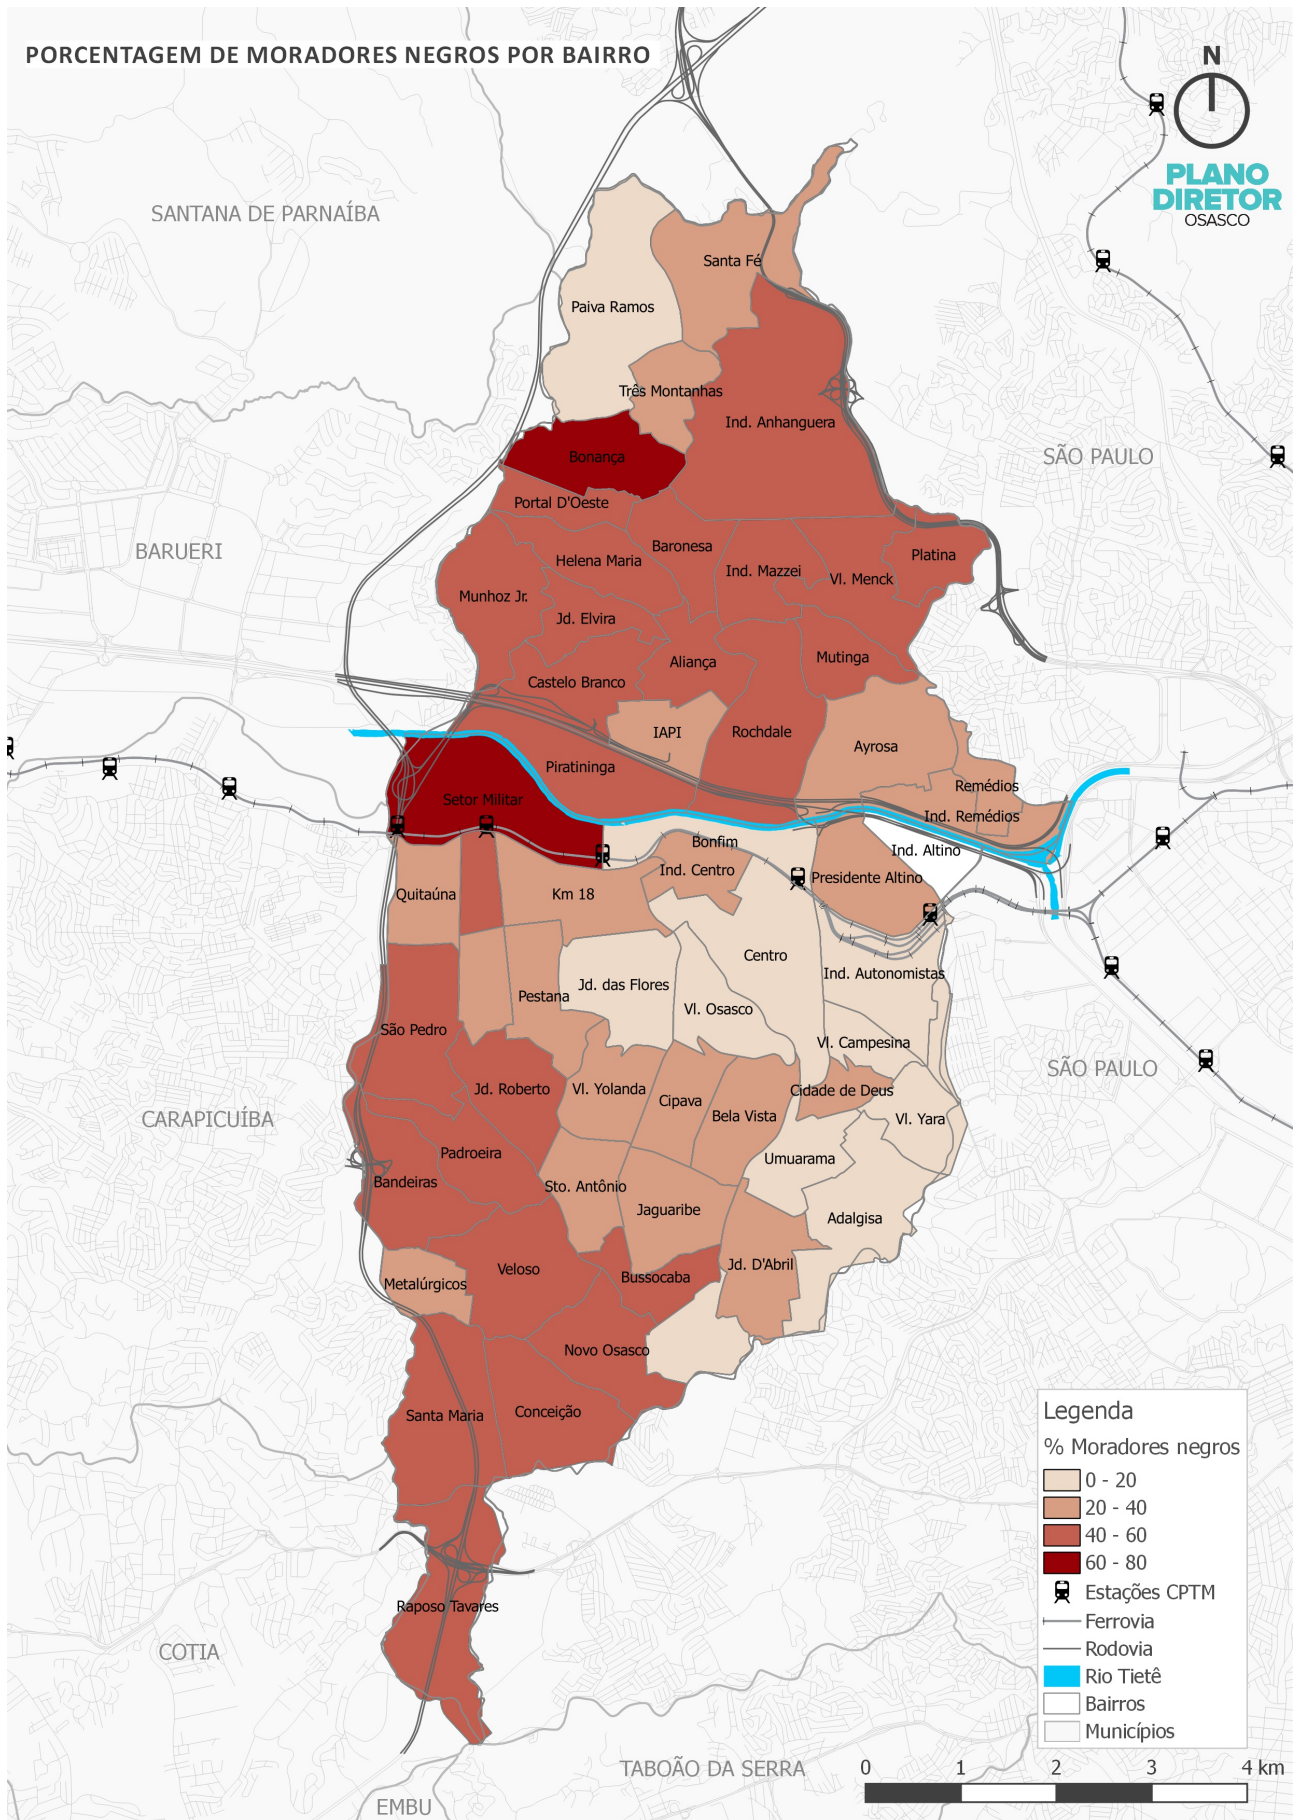 PORCENTAGEM DE MORADORES NEGROS POR BAIRRO
N
PLANO
DIRETOR
OSASCO
SANTANA DE PARNAÍBA
Santa Fé
Paiva Ramos
Três Montanhas
Ind. Anhanguera
SÃO PAULO
Bonança
Portal D'Oeste
BARUERI
Baronesa
Helena Maria
Ind. Mazzei
Vl. Menck
Platina
Munhoz Jr.
Jd. Elvira
Aliança
Mutinga
Castelo Branco
IAPI
Rochdale
Ayrosa
Piratininga
Remédios
Setor Militar
Ind. Remédios
Bonfim
Ind. Altino
Ind. Centro
Presidente Altino
Quitaúna
Km 18
Centro
Ind. Autonomistas
Jd. das Flores
Pestana
Vl. Osasco
São Pedro
Vl. Campesina
SÃO PAULO
Jd. Roberto
Vl. Yolanda
Cipava
Cidade de Deus
Bela Vista
Vl. Yara
CARAPICUÍBA
Padroeira
Umuarama
Bandeiras
Sto. Antônio
Jaguaribe
Adalgisa
Veloso
Bussocaba
Jd. D'Abril
Metalúrgicos
Novo Osasco
Santa Maria
Conceição
Raposo Tavares
COTIA
TABOÃO DA SERRA
EMBU
Legenda
% Moradores negros
0 - 20
20 - 40
40 - 60
60 - 80
Estações CPTM
Ferrovia
Rodovia
Rio Tietê
Bairros
Municípios
0 1 2 3 4 km